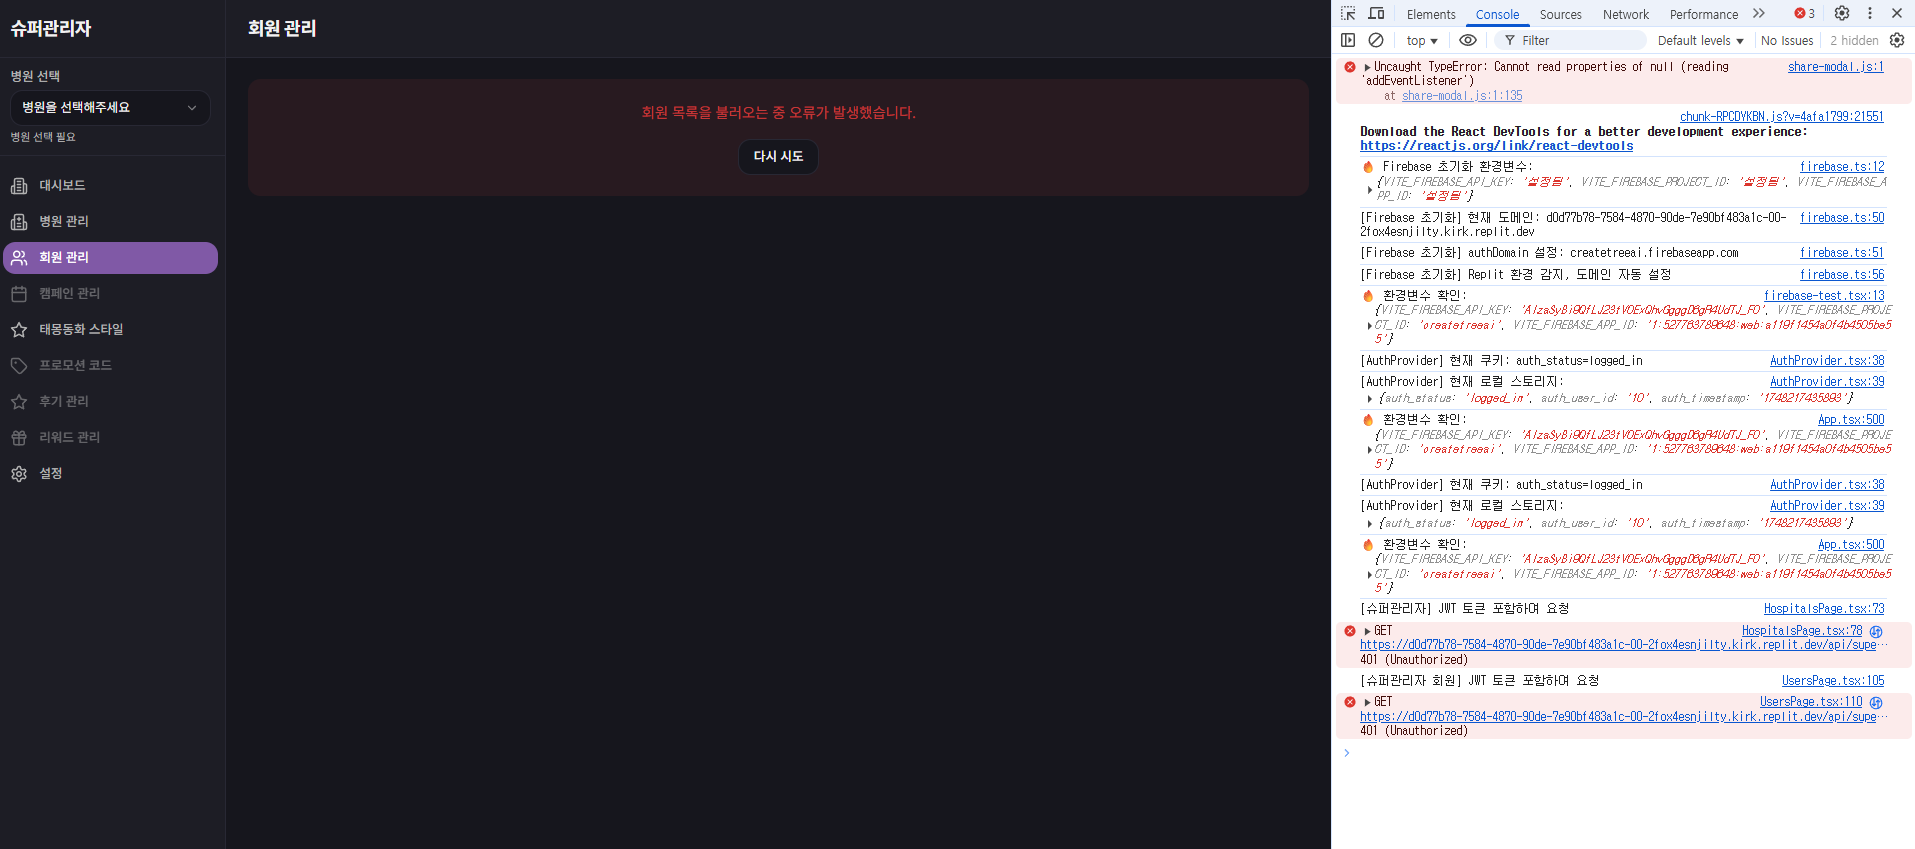 슈퍼관리자
병원 선택
병원을 선택해주세요
병원 선택 필요
대시보드
병원 관리
회원 관리
캠페인 관리
태몽동화 스타일
프로모션 코드
후기 관리
리워드 관리
설정
회원 관리
회원 목록을 불러오는 중 오류가 발생했습니다.
다시 시도
Elements Console Sources Network Performance 3
top Filter Default levels No Issues 2 hidden
Uncaught TypeError: Cannot read properties of null (reading share-modal.js:1
'addEventListener')
at share-modal.js:1:135
chunk-RPCDYKBN.js?v=4afa1799:21551
Download the React DevTools for a better development experience:
https://reactjs.org/link/react-devtools
🔥 Firebase 초기화 환경변수: firebase.ts:12
{VITE_FIREBASE_API_KEY: '설정됨', VITE_FIREBASE_PROJECT_ID: '설정됨', VITE_FIREBASE_A
PP_ID: '설정됨'}
[Firebase 초기화] 현재 도메인: d0d77b78-7584-4870-90de-7e90bf483a1c-00- firebase.ts:50
2fox4esnjilty.kirk.replit.dev
[Firebase 초기화] authDomain 설정: createtreeai.firebaseapp.com firebase.ts:51
[Firebase 초기화] Replit 환경 감지, 도메인 자동 설정 firebase.ts:56
🔥 환경변수 확인: firebase-test.tsx:13
{VITE_FIREBASE_API_KEY: VITE_FIREBASE_PROJE
CT_ID: 'createtreeai', VITE_FIREBASE_APP_ID:
5'}
[AuthProvider] 현재 쿠키: auth_status=logged_in AuthProvider.tsx:38
[AuthProvider] 현재 로컬 스토리지: AuthProvider.tsx:39
{auth_status: 'logged_in', auth_user_id: '10', auth_timestamp: '1748217435893'}
🔥 환경변수 확인: App.tsx:500
{VITE_FIREBASE_API_KEY: VITE_FIREBASE_PROJE
CT_ID: 'createtreeai', VITE_FIREBASE_APP_ID:
5'}
[AuthProvider] 현재 쿠키: auth_status=logged_in AuthProvider.tsx:38
[AuthProvider] 현재 로컬 스토리지: AuthProvider.tsx:39
{auth_status: 'logged_in', auth_user_id: '10', auth_timestamp: '1748217435893'}
🔥 환경변수 확인: App.tsx:500
{VITE_FIREBASE_API_KEY: VITE_FIREBASE_PROJE
CT_ID: 'createtreeai', VITE_FIREBASE_APP_ID:
5'}
[슈퍼관리자] JWT 토큰 포함하여 요청 HospitalsPage.tsx:73
GET HospitalsPage.tsx:78
https://d0d77b78-7584-4870-90de-7e90bf483a1c-00-2fox4esnjilty.kirk.replit.dev/api/supe…
401 (Unauthorized)
[슈퍼관리자 회원] JWT 토큰 포함하여 요청 UsersPage.tsx:105
GET UsersPage.tsx:110
https://d0d77b78-7584-4870-90de-7e90bf483a1c-00-2fox4esnjilty.kirk.replit.dev/api/supe…
401 (Unauthorized)